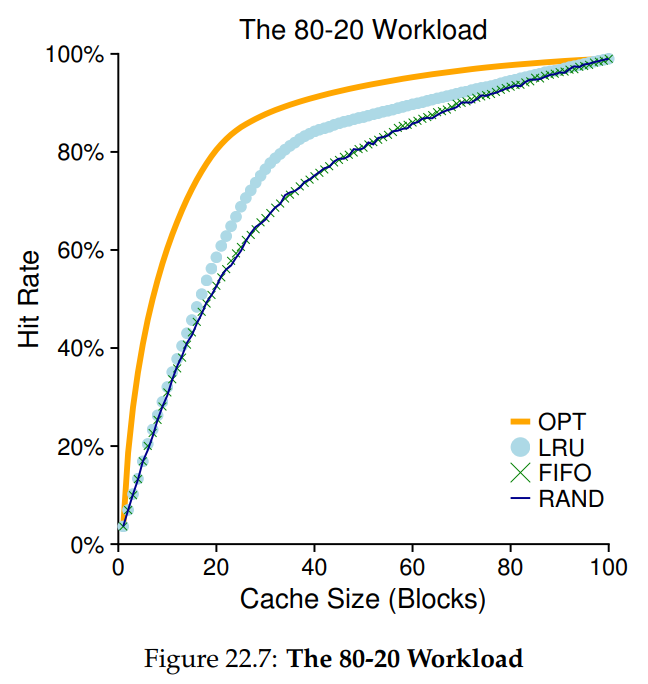 The 80-20 Workload
100%
80%
60%
40%
20%
0%
Hit Rate
OPT
LRU
FIFO
RAND
0 20 40 60 80 100
Cache Size (Blocks)
Figure 22.7: The 80-20 Workload